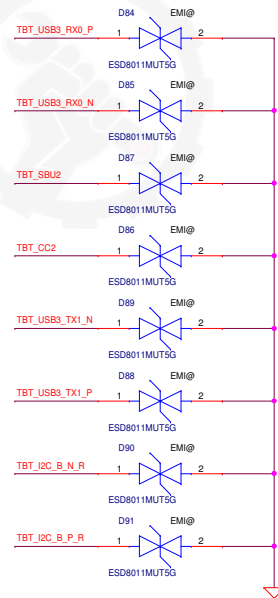 D84 EMI@
TBT_USB3_RX0_P 1 2
ESD8011MUT5G
D85 EMI@
TBT_USB3_RX0_N 1 2
ESD8011MUT5G
D87 EMI@
TBT_SBU2 1 2
ESD8011MUT5G
D86 EMI@
TBT_CC2 1 2
ESD8011MUT5G
D89 EMI@
TBT_USB3_TX1_N 1 2
ESD8011MUT5G
D88 EMI@
TBT_USB3_TX1_P 1 2
ESD8011MUT5G
D90 EMI@
TBT_I2C_B_N_R 1 2
ESD8011MUT5G
D91 EMI@
TBT_I2C_B_P_R 1 2
ESD8011MUT5G